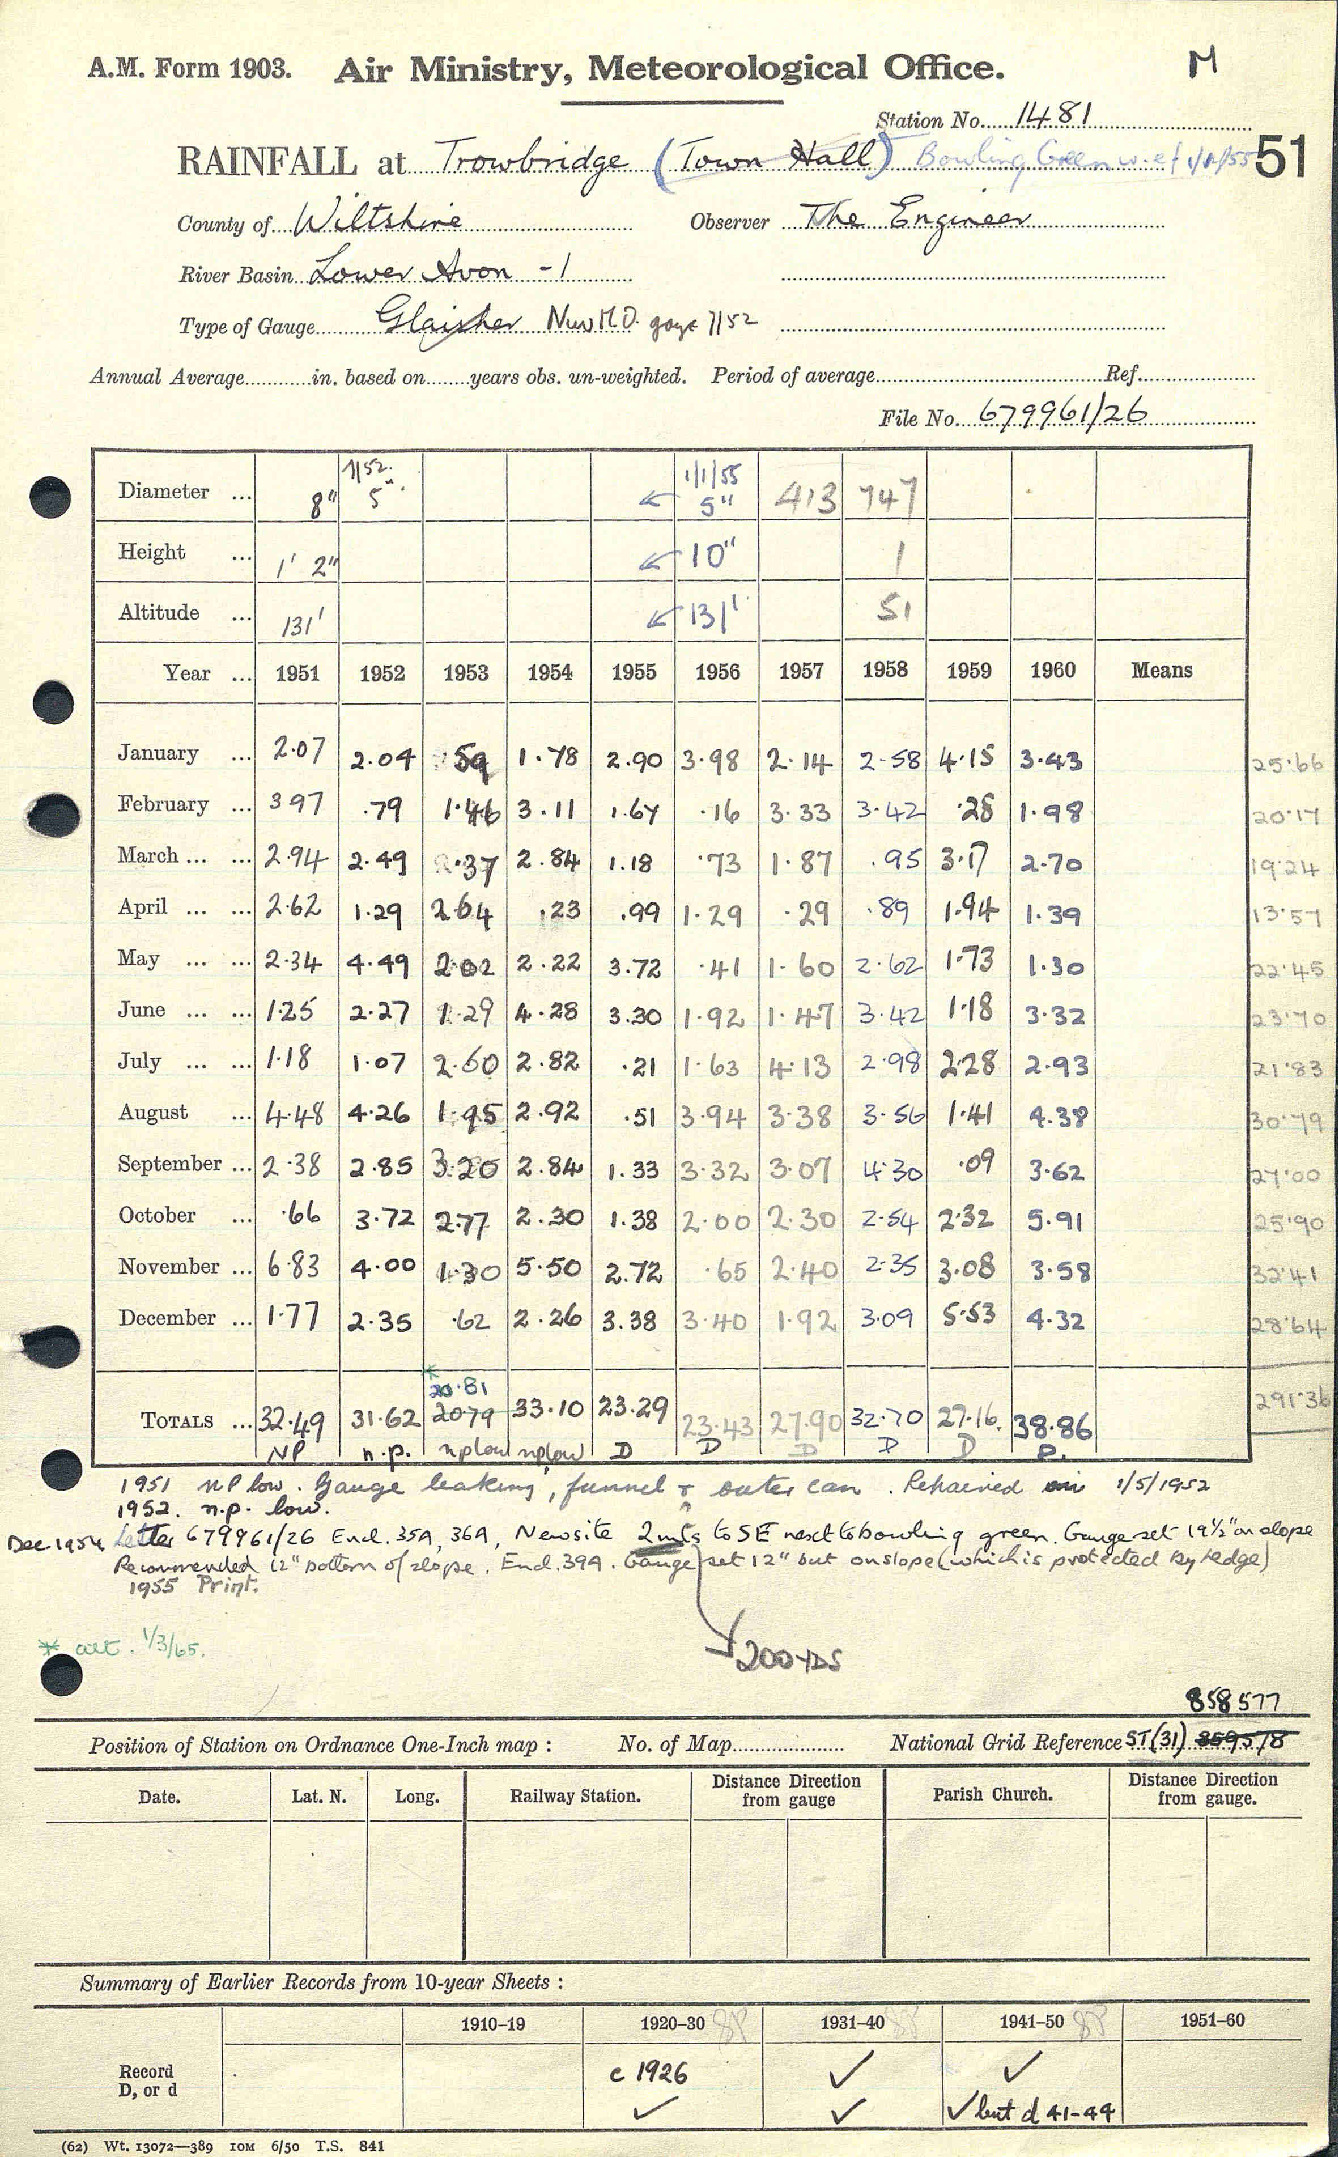 A.M. Form 1903. Air Ministry, Meteorological Office. M
Station No. 1481
RAINFALL at Trowbridge (Town Hall) Bowling Green w.e.f 1/1/55 51
County of Wiltshire Observer The Engineer
River Basin Lower Avon - 1
Type of Gauge Glaisher New M.O. gage 7/52
Annual Average in. based on years obs. un-weighted. Period of average Ref.
File No. 679961/26
Diameter ... 8" 7/52. 5" ← 1/1/55 5" 413 747
Height ... 1' 2" ← 10" 1
Altitude ... 131' ← 131' 51
Year ... 1951 1952 1953 1954 1955 1956 1957 1958 1959 1960 Means
January ... 2.07 2.04 .59 1.78 2.90 3.98 2.14 2.58 4.15 3.43 25.66
February ... 3 97 .79 1.46 3.11 1.67 .16 3.33 3.42 .28 1.98 20.17
March ... ... 2.94 2.49 2.37 2.84 1.18 .73 1.87 .95 3.17 2.70 19.24
April ... ... 2.62 1.29 2.64 .23 .99 1.29 .29 .89 1.94 1.39 13.57
May ... ... 2.34 4.49 2.02 2.22 3.72 .41 1.60 2.62 1.73 1.30 22.45
June ... ... 1.25 2.27 1.29 4.28 3.30 1.92 1.47 3.42 1.18 3.32 23.70
July ... ... 1.18 1.07 2.60 2.82 .21 1.63 4.13 2.98 2.28 2.93 21.83
August ... 4.48 4.26 1.95 2.92 .51 3.94 3.38 3.56 1.41 4.38 30.79
September ... 2.38 2.85 3.20 2.84 1.33 3.32 3.07 4.30 .09 3.62 27.00
October ... .66 3.72 2.77 2.30 1.38 2.00 2.30 2.54 2.32 5.91 25.90
November ... 6.83 4.00 1.30 5.50 2.72 .65 2.40 2.35 3.08 3.58 32.41
December ... 1.77 2.35 .62 2.26 3.38 3.40 1.92 3.09 5.53 4.32 28.64
* 20.81
TOTALS ... 32.49 31.62 20.79 33.10 23.29 23.43 27.90 32.70 27.16. 38.86 291.36
NP n.p. nplow nplow D D D D D P.
1951 NP low. Gauge leaking, funnel & outer can. Repaired on 1/5/1952
1952. n.p. low.
Dec 1954 Letter 679961/26 Encl. 35A, 36A, New site 2 mls to SE next to bowling green. Gauge set 19½" on slope
Recommended 12" bottom of slope. Encl. 39A. Gauge set 12" but on slope (which is protected by hedge)
1955 Print.
* alt. 1/3/65.
200 YDS
858577
Position of Station on Ordnance One-Inch map : No. of Map National Grid Reference ST(31) 859578
Date. Lat. N. Long. Railway Station. Distance Direction from gauge Parish Church. Distance Direction from gauge.
Summary of Earlier Records from 10-year Sheets :
1910–19 1920–30 1931–40 1941–50 1951–60
Record c 1926 ✓ ✓
D, or d ✓ ✓ ✓ but d 41-44
(62) Wt. 13072—389 10M 6/50 T.S. 841